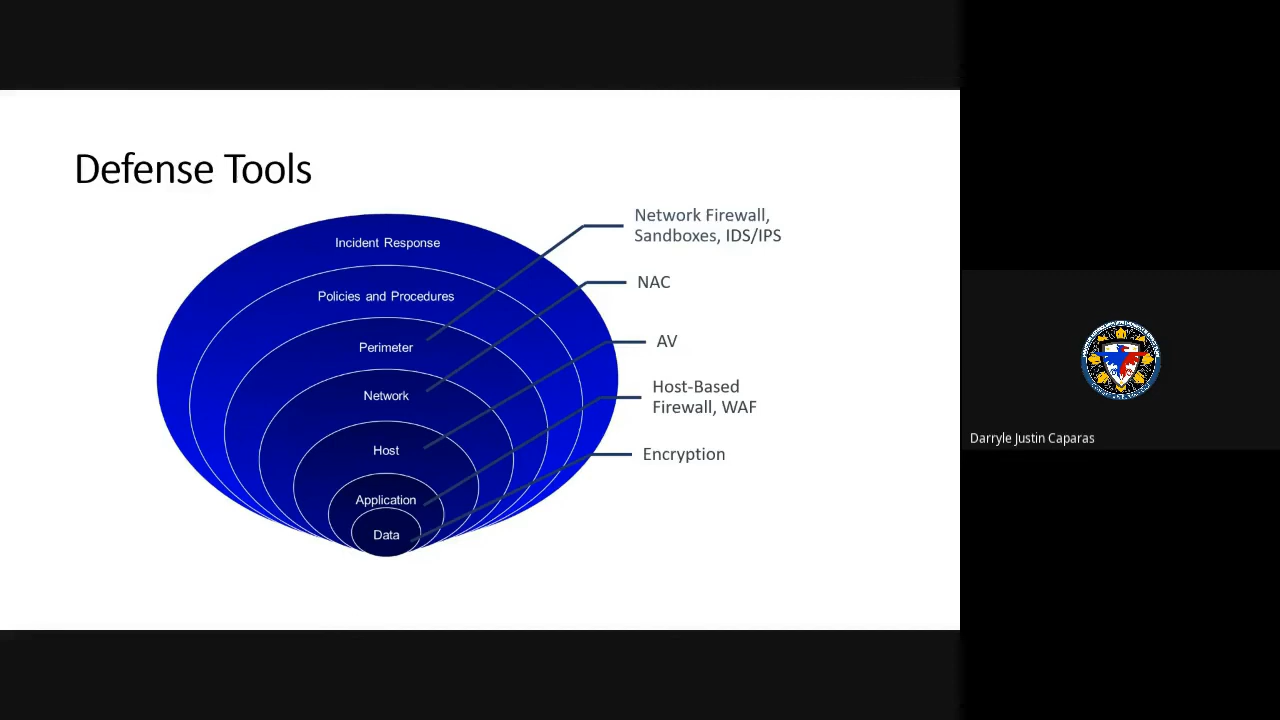 Defense Tools
Incident Response
Policies and Procedures
Perimeter
Network
Host
Application
Data
Network Firewall,
Sandboxes, IDS/IPS
NAC
AV
Host-Based
Firewall, WAF
Encryption
Darryle Justin Caparas